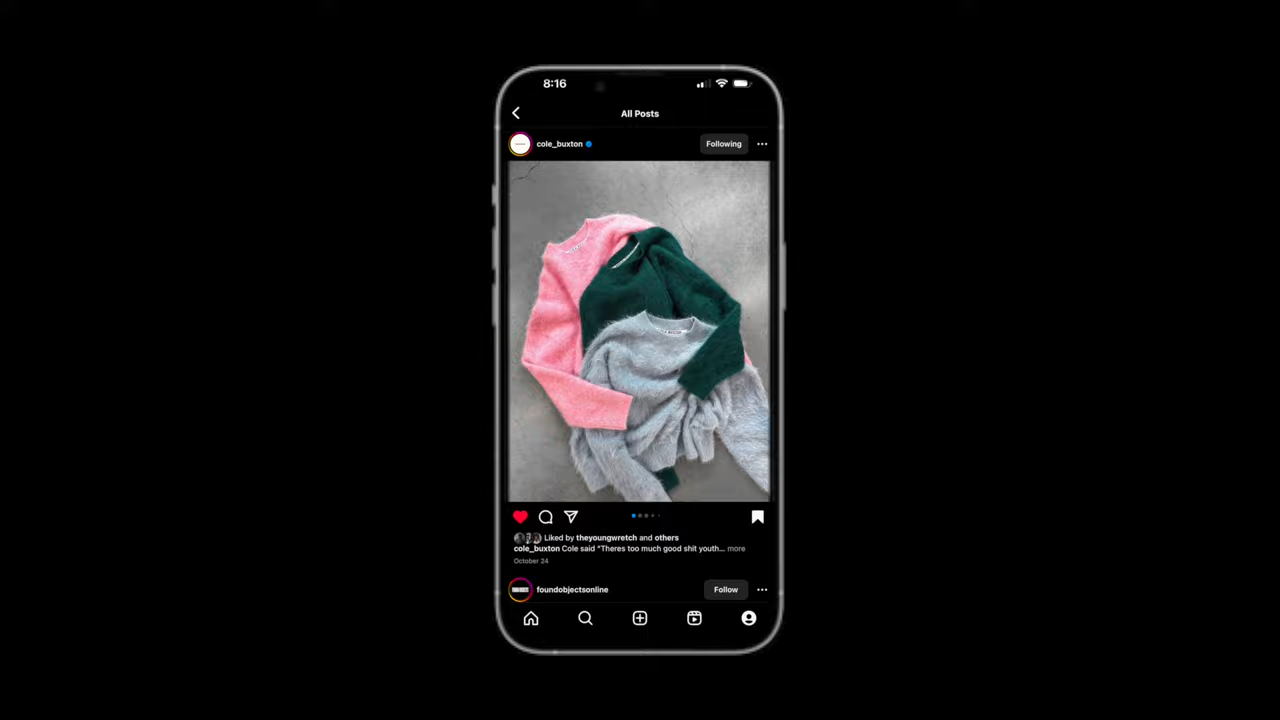 8:16
All Posts
cole_buxton
Following
Liked by theyoungwretch and others
cole_buxton Cole said “Theres too much good shit youth... more
October 24
foundobjectsonline
Follow